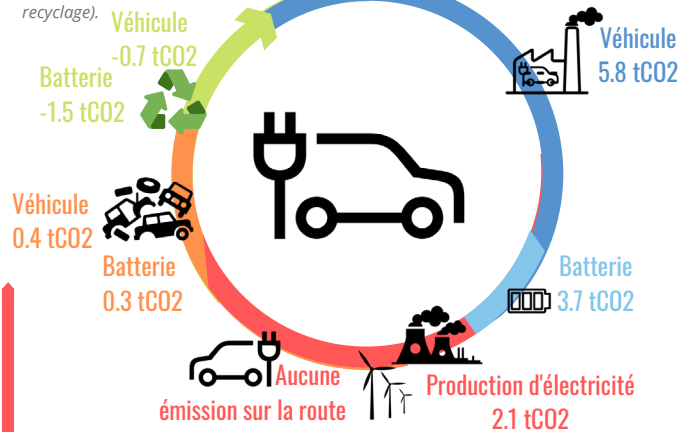 recyclage).
Véhicule
-0.7 tCO2
Batterie
-1.5 tCO2
Véhicule
5.8 tCO2
Véhicule
0.4 tCO2
Batterie
0.3 tCO2
Batterie
3.7 tCO2
Aucune
émission sur la route
Production d'électricité
2.1 tCO2